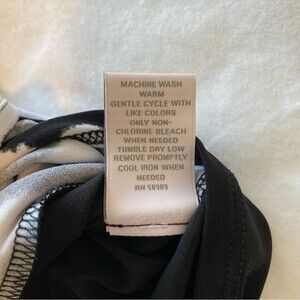 MACHINE WASH
WARM
GENTLE CYCLE WITH
LIKE COLORS
ONLY NON-
CHLORINE BLEACH
WHEN NEEDED
TUMBLE DRY LOW
REMOVE PROMPTLY
COOL IRON WHEN
NEEDED
RN 58909